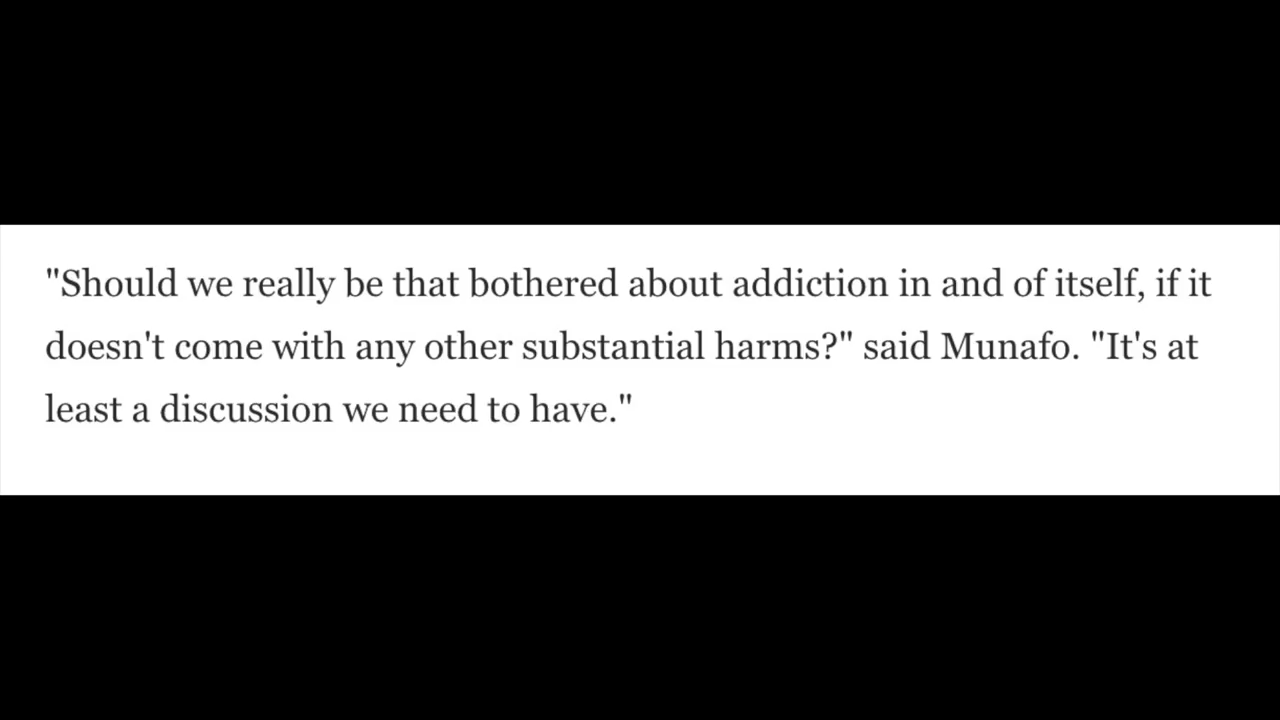 "Should we really be that bothered about addiction in and of itself, if it
doesn't come with any other substantial harms?" said Munafo. "It's at
least a discussion we need to have."